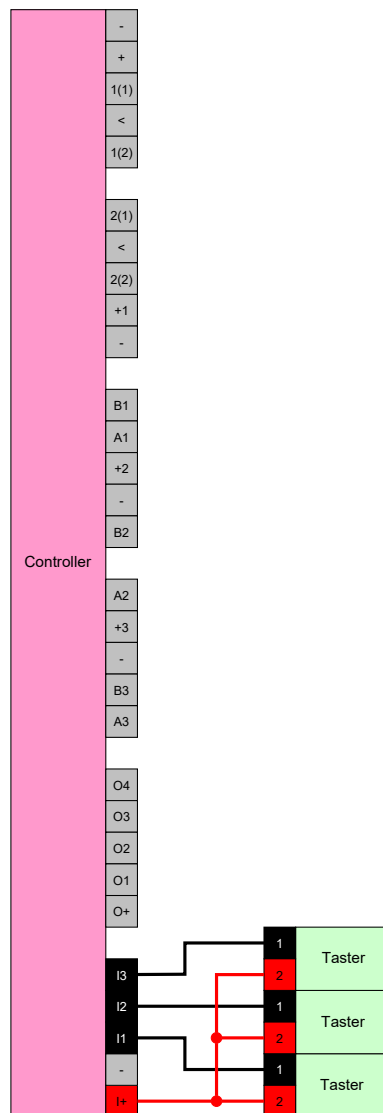 -
+
1(1)
<
1(2)
2(1)
<
2(2)
+1
-
B1
A1
+2
-
B2
Controller
A2
+3
-
B3
A3
O4
O3
O2
O1
O+
I3
I2
I1
-
I+
1
2
Taster
1
2
Taster
1
2
Taster